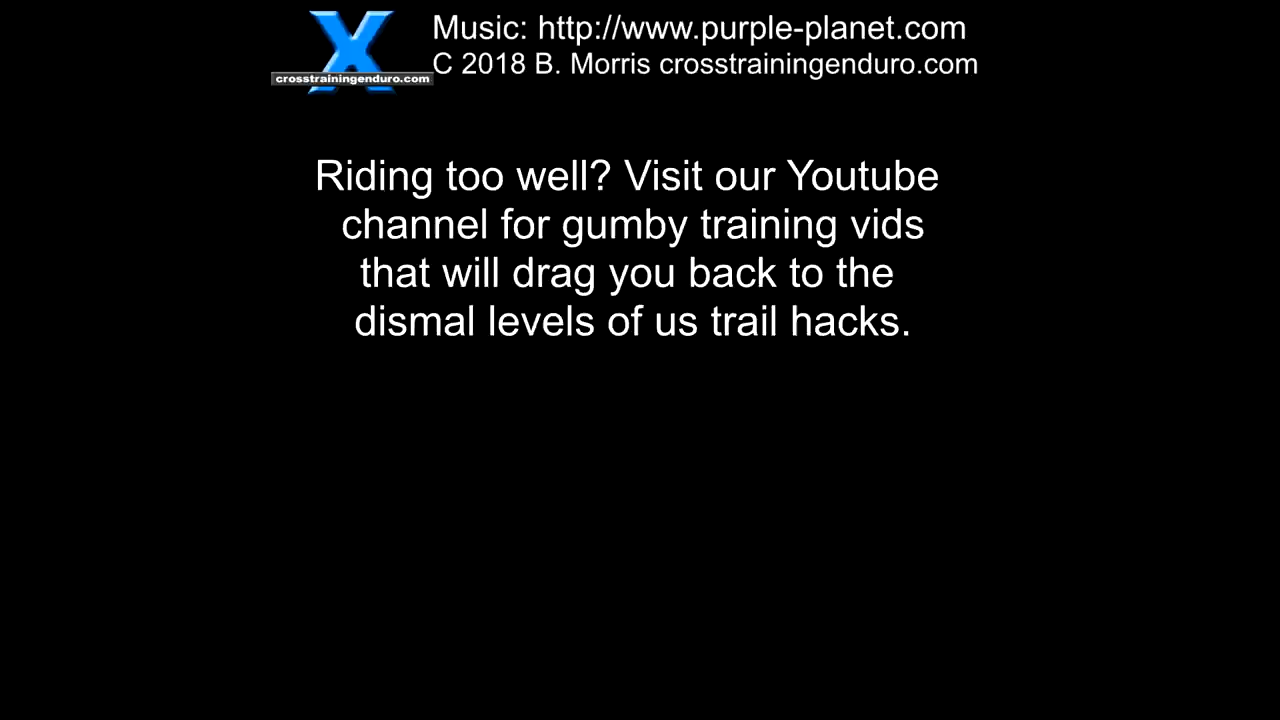 X
crosstrainingenduro.com
Music: http://www.purple-planet.com
C 2018 B. Morris crosstrainingenduro.com
Riding too well? Visit our Youtube
channel for gumby training vids
that will drag you back to the
dismal levels of us trail hacks.